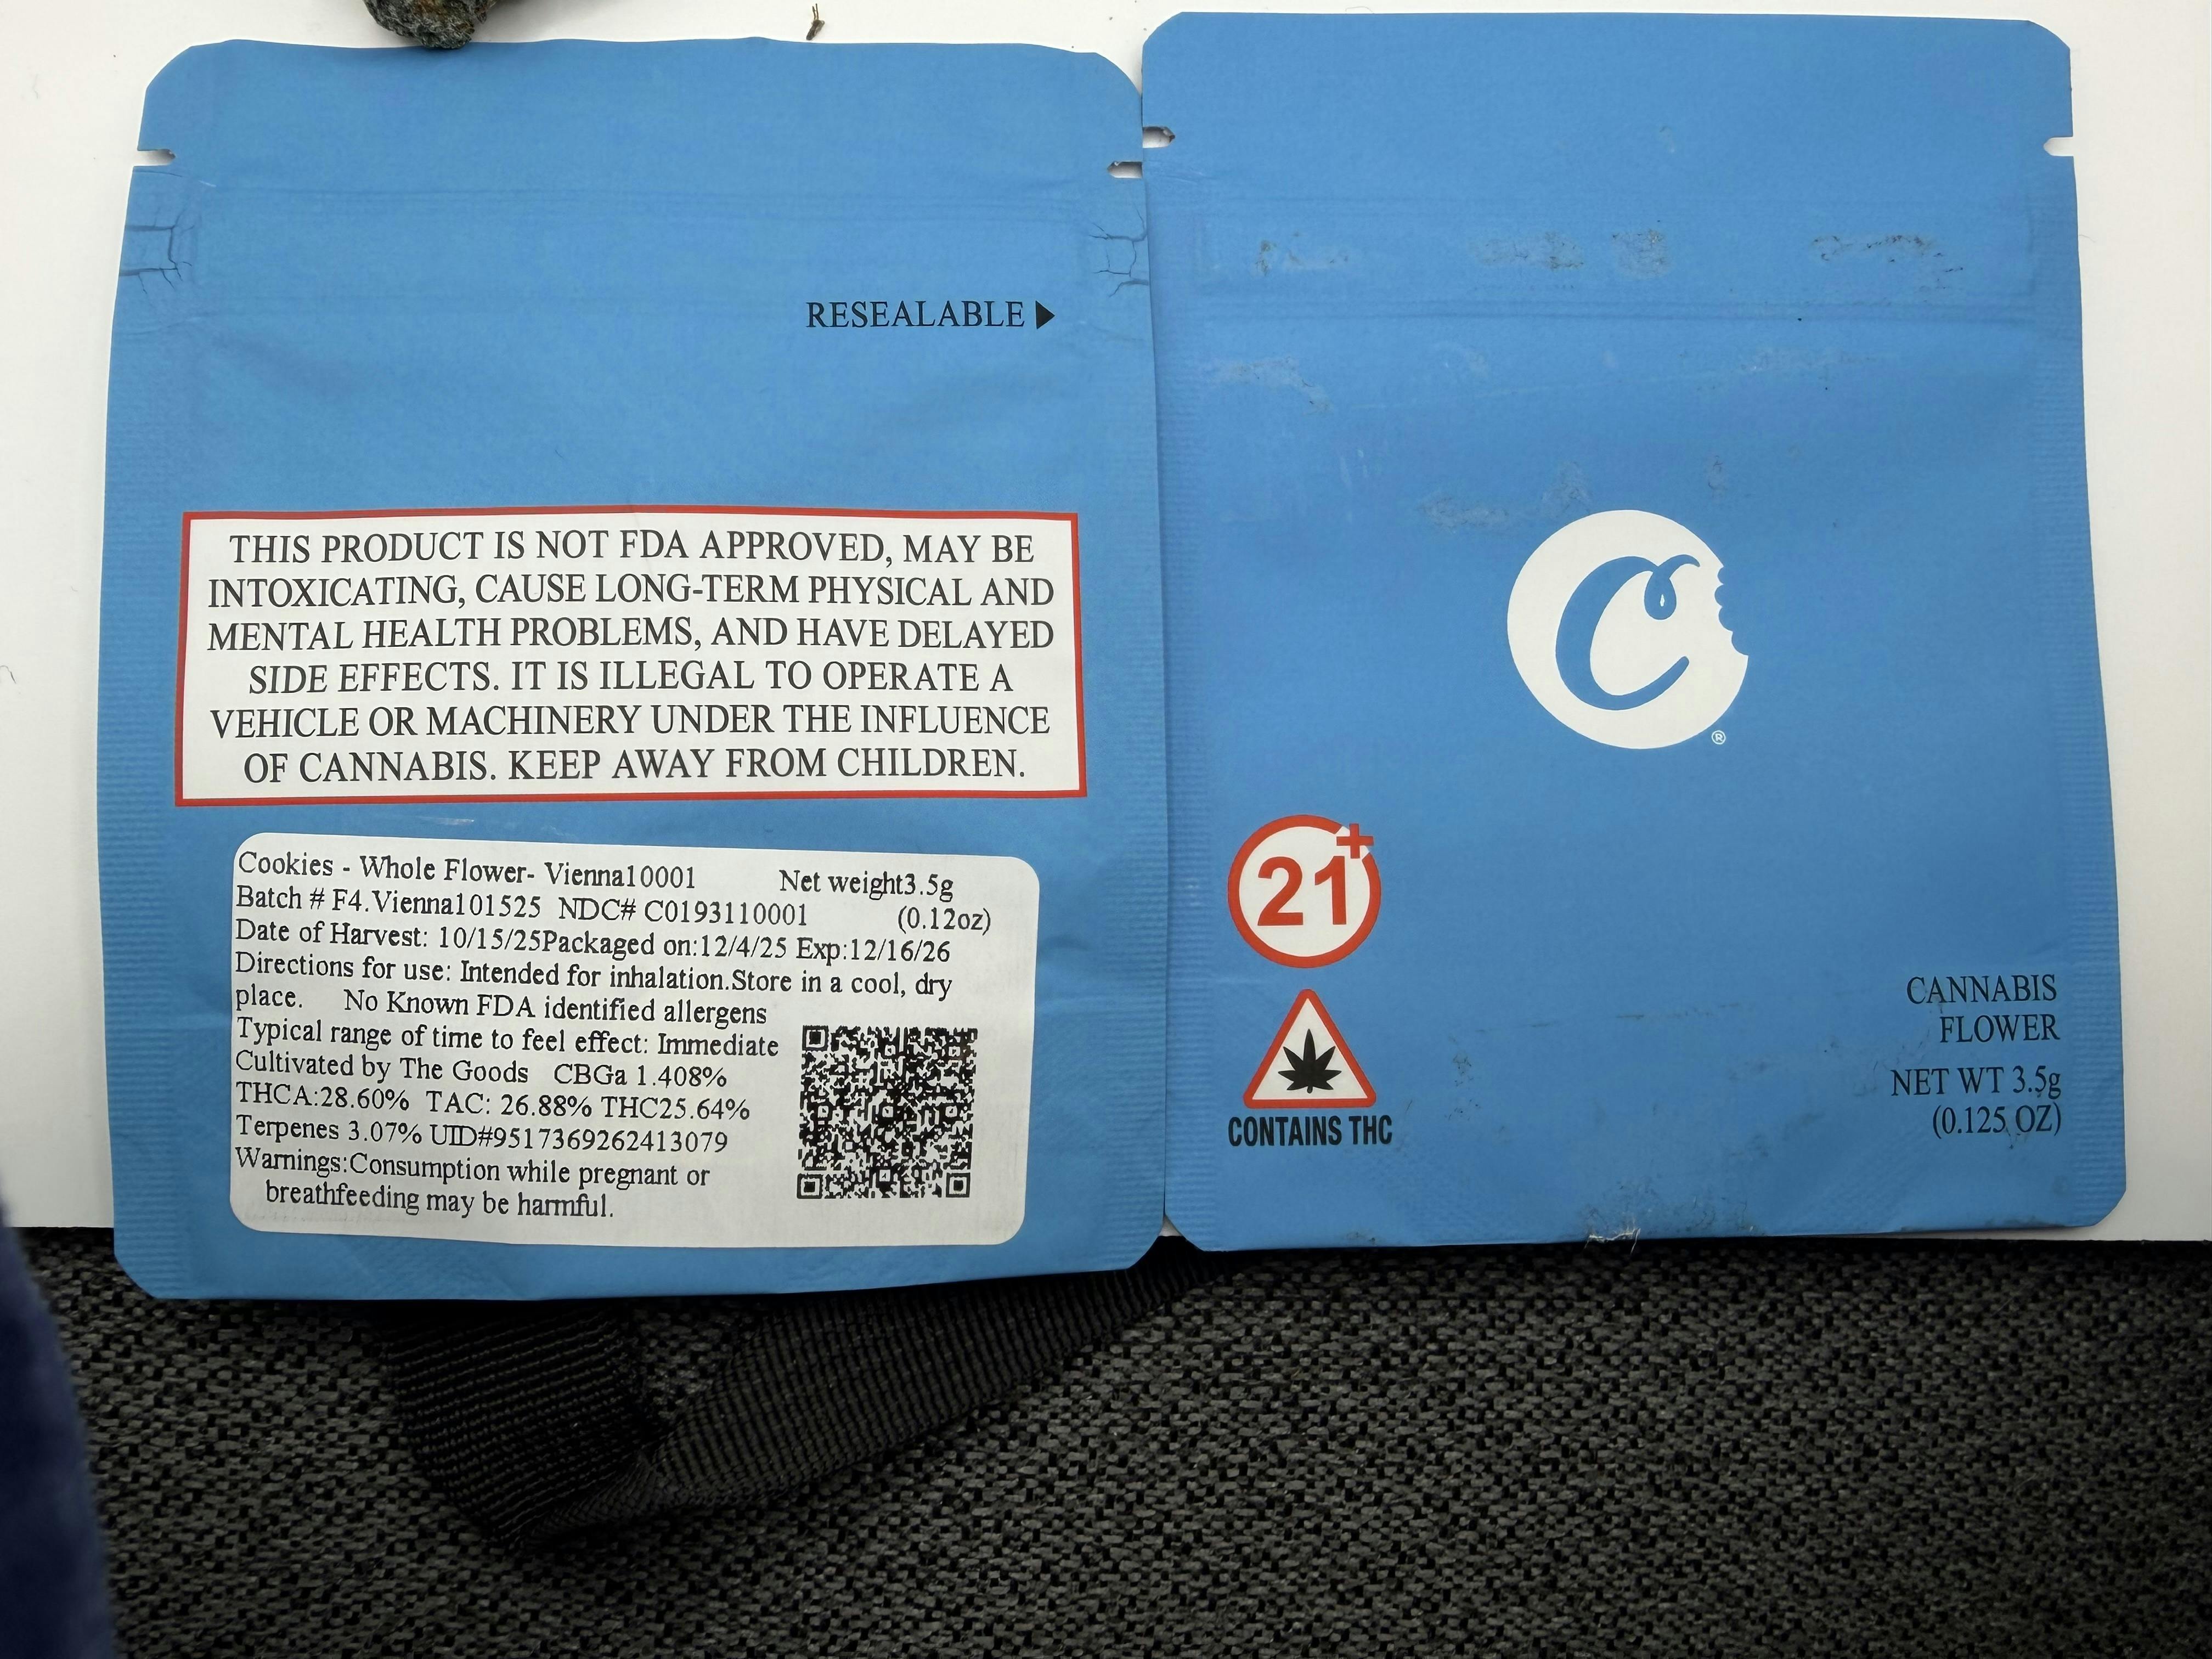 RESEALABLE
THIS PRODUCT IS NOT FDA APPROVED, MAY BE
INTOXICATING, CAUSE LONG-TERM PHYSICAL AND
MENTAL HEALTH PROBLEMS, AND HAVE DELAYED
SIDE EFFECTS. IT IS ILLEGAL TO OPERATE A
VEHICLE OR MACHINERY UNDER THE INFLUENCE
OF CANNABIS. KEEP AWAY FROM CHILDREN.
Cookies - Whole Flower- Vienna10001 Net weight3.5g
Batch # F4.Vienna101525 NDC# C0193110001 (0.12oz)
Date of Harvest: 10/15/25Packaged on:12/4/25 Exp:12/16/26
Directions for use: Intended for inhalation.Store in a cool, dry
place. No Known FDA identified allergens
Typical range of time to feel effect: Immediate
Cultivated by The Goods CBGa 1.408%
THCA:28.60% TAC: 26.88% THC25.64%
Terpenes 3.07% UID#9517369262413079
Warnings:Consumption while pregnant or
breathfeeding may be harmful.
C
®
21+
CONTAINS THC
CANNABIS
FLOWER
NET WT 3.5g
(0.125 OZ)